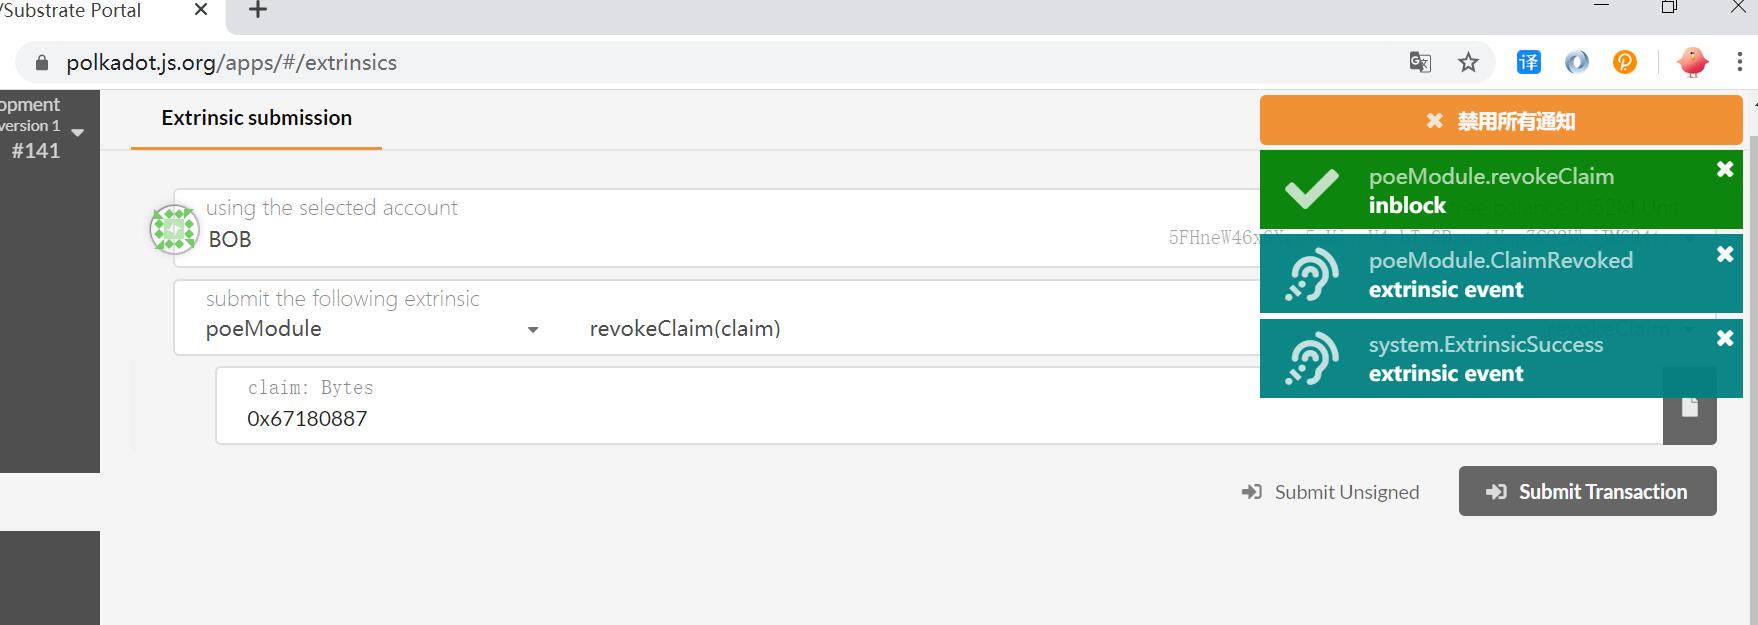 /Substrate Portal
polkadot.js.org/apps/#/extrinsics
opment
version 1
#141
Extrinsic submission
禁用所有通知
poeModule.revokeClaim
inblock
using the selected account
BOB
poeModule.ClaimRevoked
extrinsic event
submit the following extrinsic
poeModule
revokeClaim(claim)
system.ExtrinsicSuccess
extrinsic event
claim: Bytes
0x67180887
Submit Unsigned
Submit Transaction
译